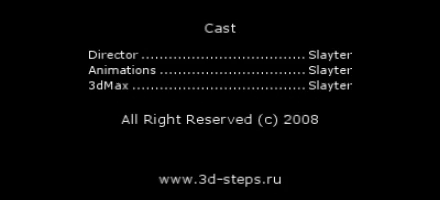 Cast
Director .................................... Slayter
Animations ................................ Slayter
3dMax ...................................... Slayter
All Right Reserved (c) 2008
www.3d-steps.ru